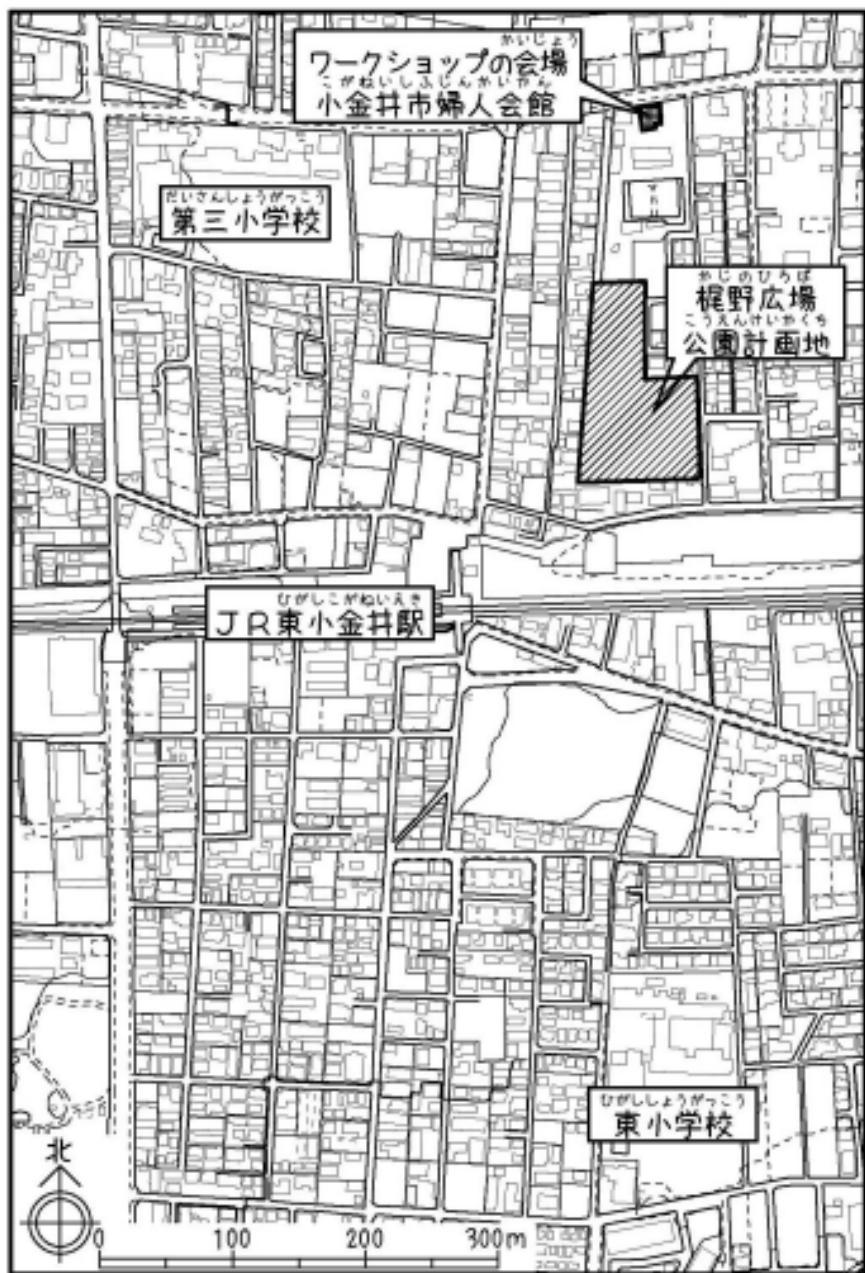 かいじょう
ワークショップの会場
こがねいしふじんかいかん
小金井市婦人会館
だいさんしょうがっこう
第三小学校
かじのひろば
梶野広場
こうえんけいかくち
公園計画地
ひがしこがねいえき
JR東小金井駅
ひがししょうがっこう
東小学校
北
0 100 200 300m